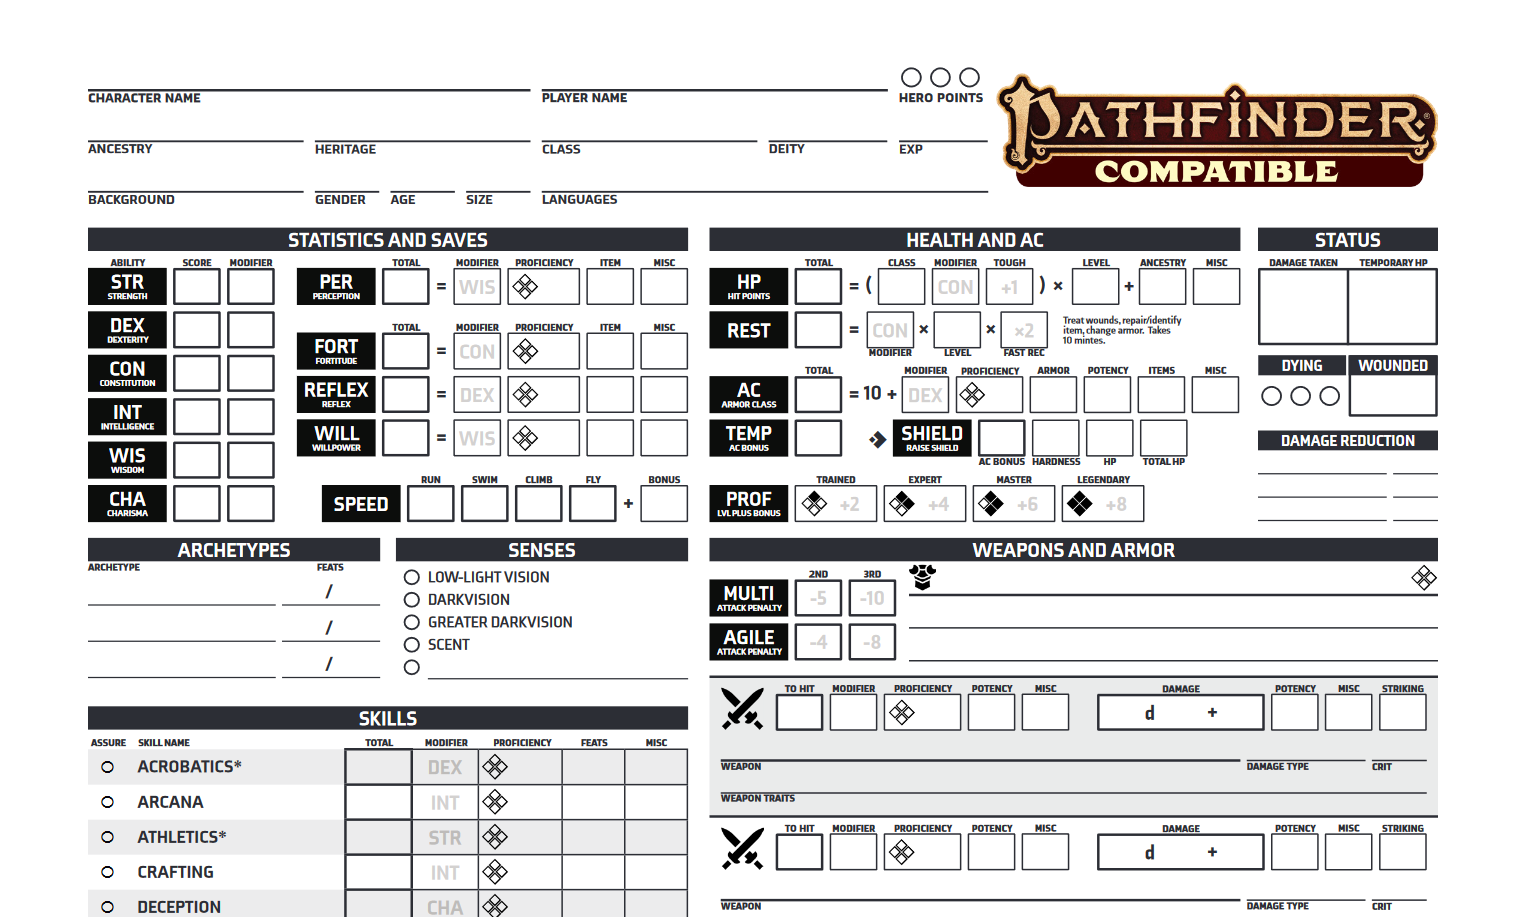 CHARACTER NAME
PLAYER NAME
HERO POINTS
PATHFINDER®
COMPATIBLE
ANCESTRY
HERITAGE
CLASS
DEITY
EXP
BACKGROUND
GENDER
AGE
SIZE
LANGUAGES
STATISTICS AND SAVES
ABILITY SCORE MODIFIER
STR
STRENGTH
DEX
DEXTERITY
CON
CONSTITUTION
INT
INTELLIGENCE
WIS
WISDOM
CHA
CHARISMA
TOTAL MODIFIER PROFICIENCY ITEM MISC
PER = WIS
PERCEPTION
TOTAL MODIFIER PROFICIENCY ITEM MISC
FORT = CON
FORTITUDE
REFLEX = DEX
REFLEX
WILL = WIS
WILLPOWER
RUN SWIM CLIMB FLY BONUS
SPEED +
HEALTH AND AC
TOTAL CLASS MODIFIER TOUGH LEVEL ANCESTRY MISC
HP = ( CON +1 ) × +
HIT POINTS
REST = CON × × ×2
MODIFIER LEVEL FAST REC
Treat wounds, repair/identify
item, change armor. Takes
10 mintes.
TOTAL MODIFIER PROFICIENCY ARMOR POTENCY ITEMS MISC
AC = 10 + DEX
ARMOR CLASS
TEMP
AC BONUS
SHIELD
RAISE SHIELD
AC BONUS HARDNESS HP TOTAL HP
TRAINED EXPERT MASTER LEGENDARY
PROF +2 +4 +6 +8
LVL PLUS BONUS
STATUS
DAMAGE TAKEN TEMPORARY HP
DYING WOUNDED
DAMAGE REDUCTION
ARCHETYPES
ARCHETYPE FEATS
/
/
/
SENSES
LOW-LIGHT VISION
DARKVISION
GREATER DARKVISION
SCENT
WEAPONS AND ARMOR
2ND 3RD
MULTI -5 -10
ATTACK PENALTY
AGILE -4 -8
ATTACK PENALTY
TO HIT MODIFIER PROFICIENCY POTENCY MISC DAMAGE POTENCY MISC STRIKING
d +
WEAPON DAMAGE TYPE CRIT
WEAPON TRAITS
TO HIT MODIFIER PROFICIENCY POTENCY MISC DAMAGE POTENCY MISC STRIKING
d +
WEAPON DAMAGE TYPE CRIT
SKILLS
ASSURE SKILL NAME TOTAL MODIFIER PROFICIENCY FEATS MISC
ACROBATICS* DEX
ARCANA INT
ATHLETICS* STR
CRAFTING INT
DECEPTION CHA